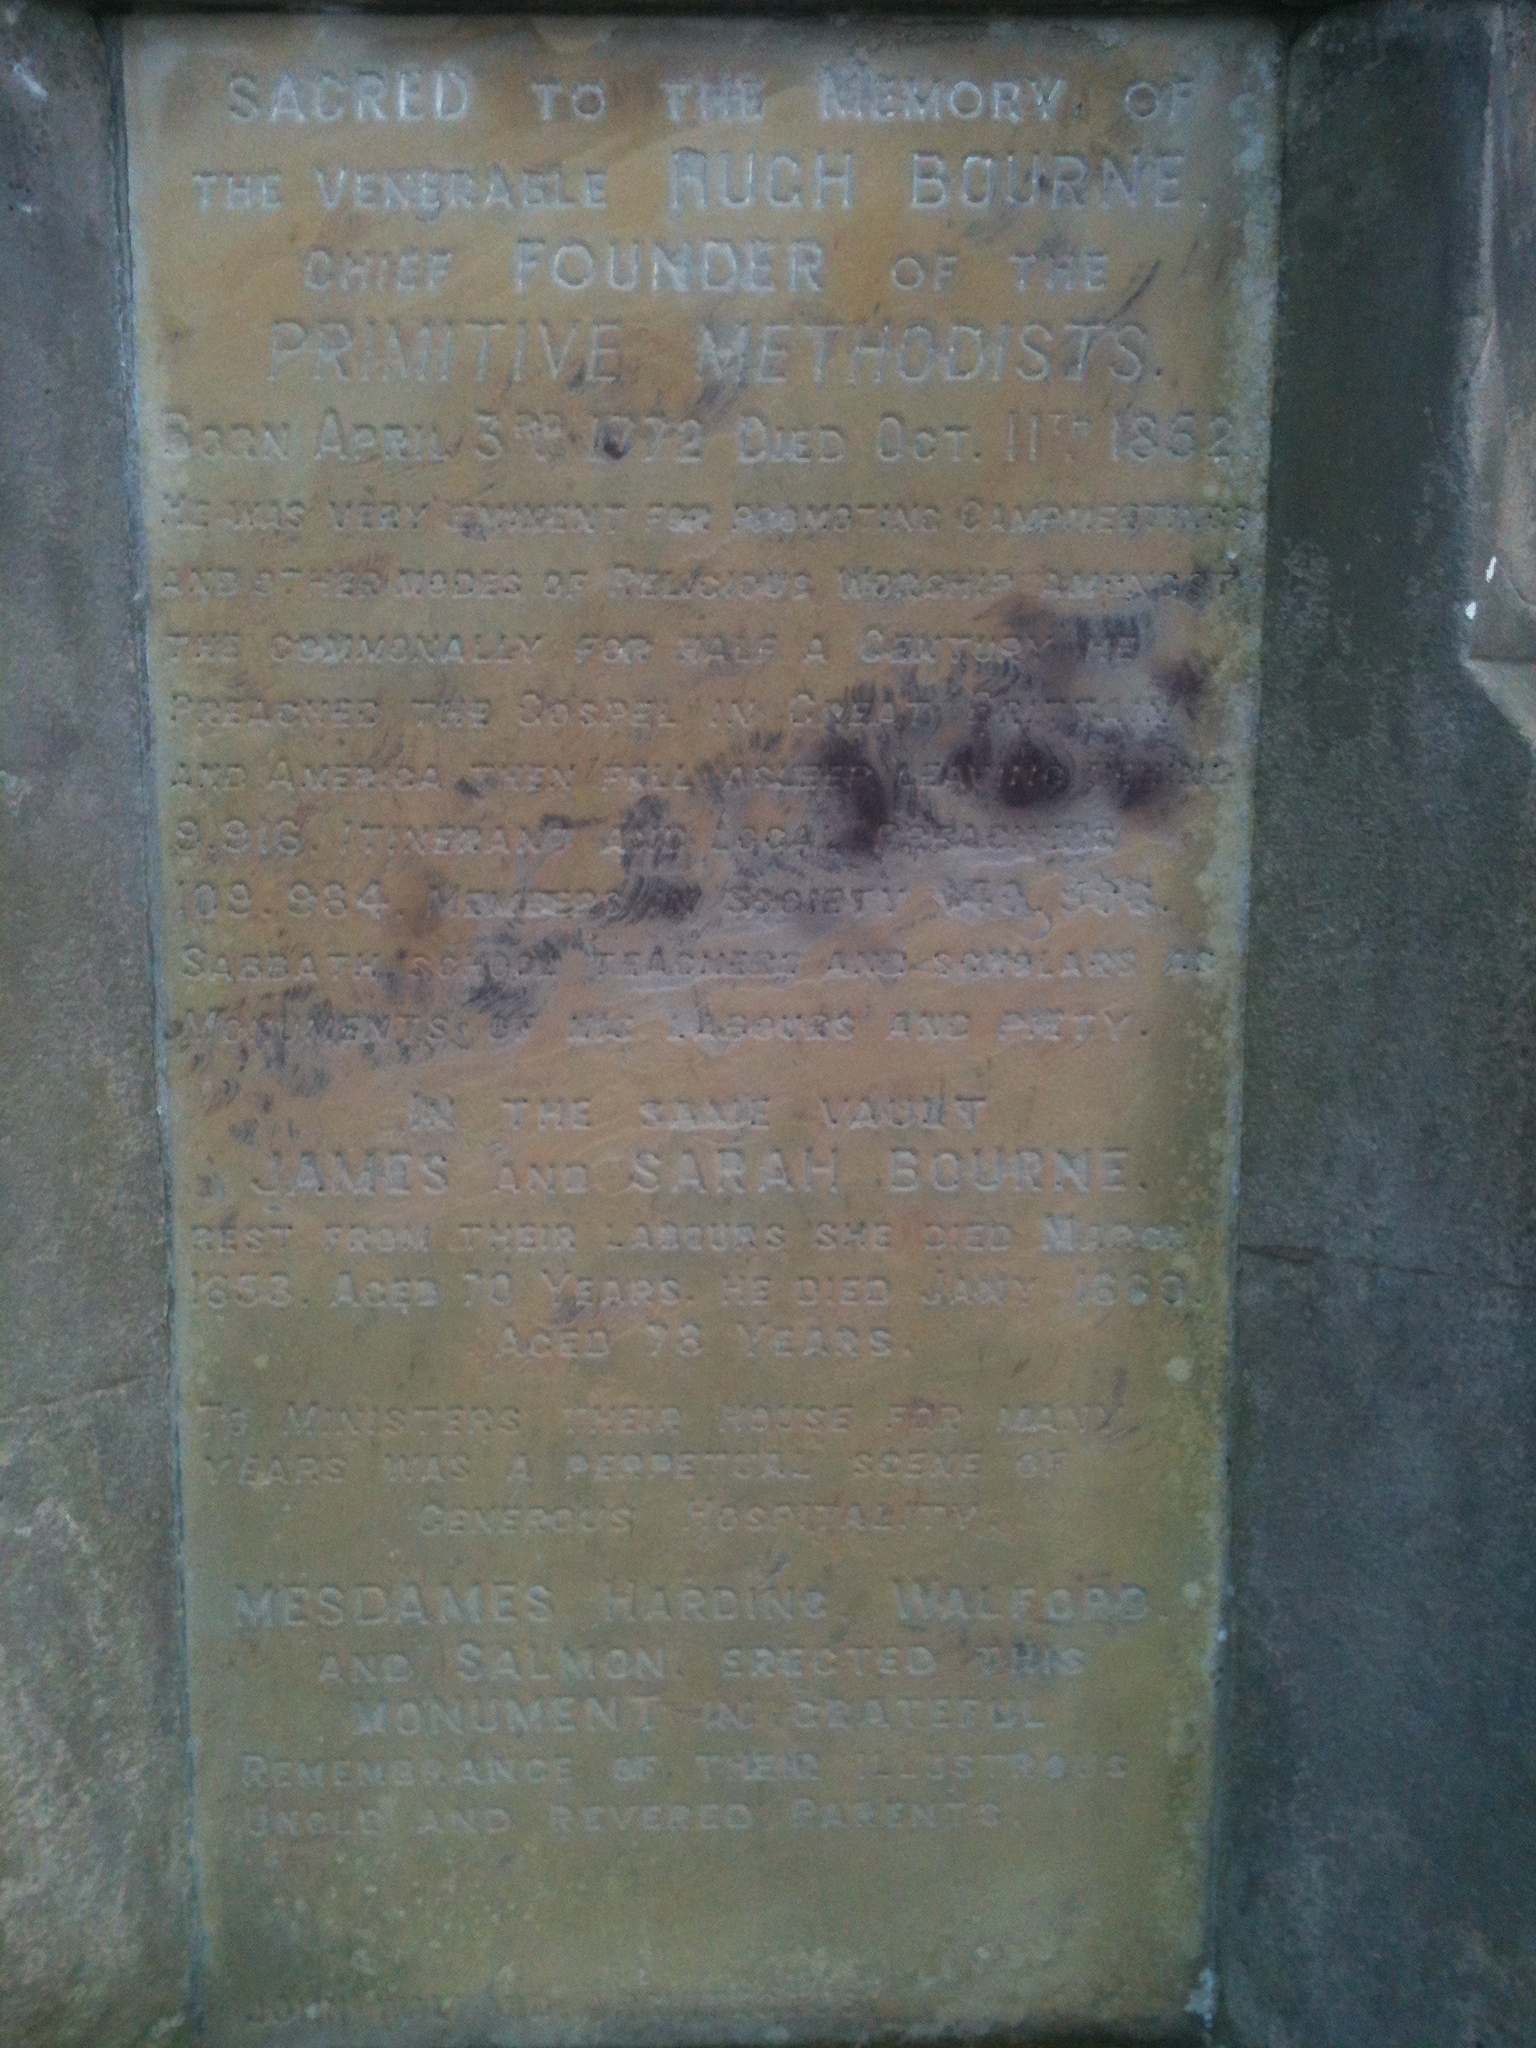 SACRED TO THE MEMORY OF
THE VENERABLE HUGH BOURNE.
CHIEF FOUNDER OF THE
PRIMITIVE METHODISTS.
BORN APRIL 3RD 1772 DIED OCT. 11TH 1852.
HE WAS VERY EMINENT FOR PROMOTING CAMPMEETINGS
AND OTHER MODES OF RELIGIOUS WORSHIP AMONGST
THE COMMONALLY FOR HALF A CENTURY HE
PREACHED THE GOSPEL IN GREAT BRITTAIN
AND AMERICA THEN FELL ASLEEP LEAVING BEHIND
9,916. ITINERANT AND LOCAL PREACHERS
109,984. MEMBERS IN SOCIETY
SABBATH SCHOOL TEACHERS AND SCHOLARS AS
MONUMENTS OF HIS LABOURS AND PIETY.
IN THE SAME VAULT
JAMES AND SARAH BOURNE.
REST FROM THEIR LABOURS SHE DIED MARCH
1853. AGED 70 YEARS. HE DIED JANY 1860.
AGED 78 YEARS.
TO MINISTERS THEIR HOUSE FOR MANY
YEARS WAS A PERPETUAL SCENE OF
GENEROUS HOSPITALITY.
MESDAMES HARDING, WALFORD,
AND SALMON, ERECTED THIS
MONUMENT IN GRATEFUL
REMEMBRANCE OF THEIR ILLUSTROUS
UNCLE AND REVERED PARENTS.